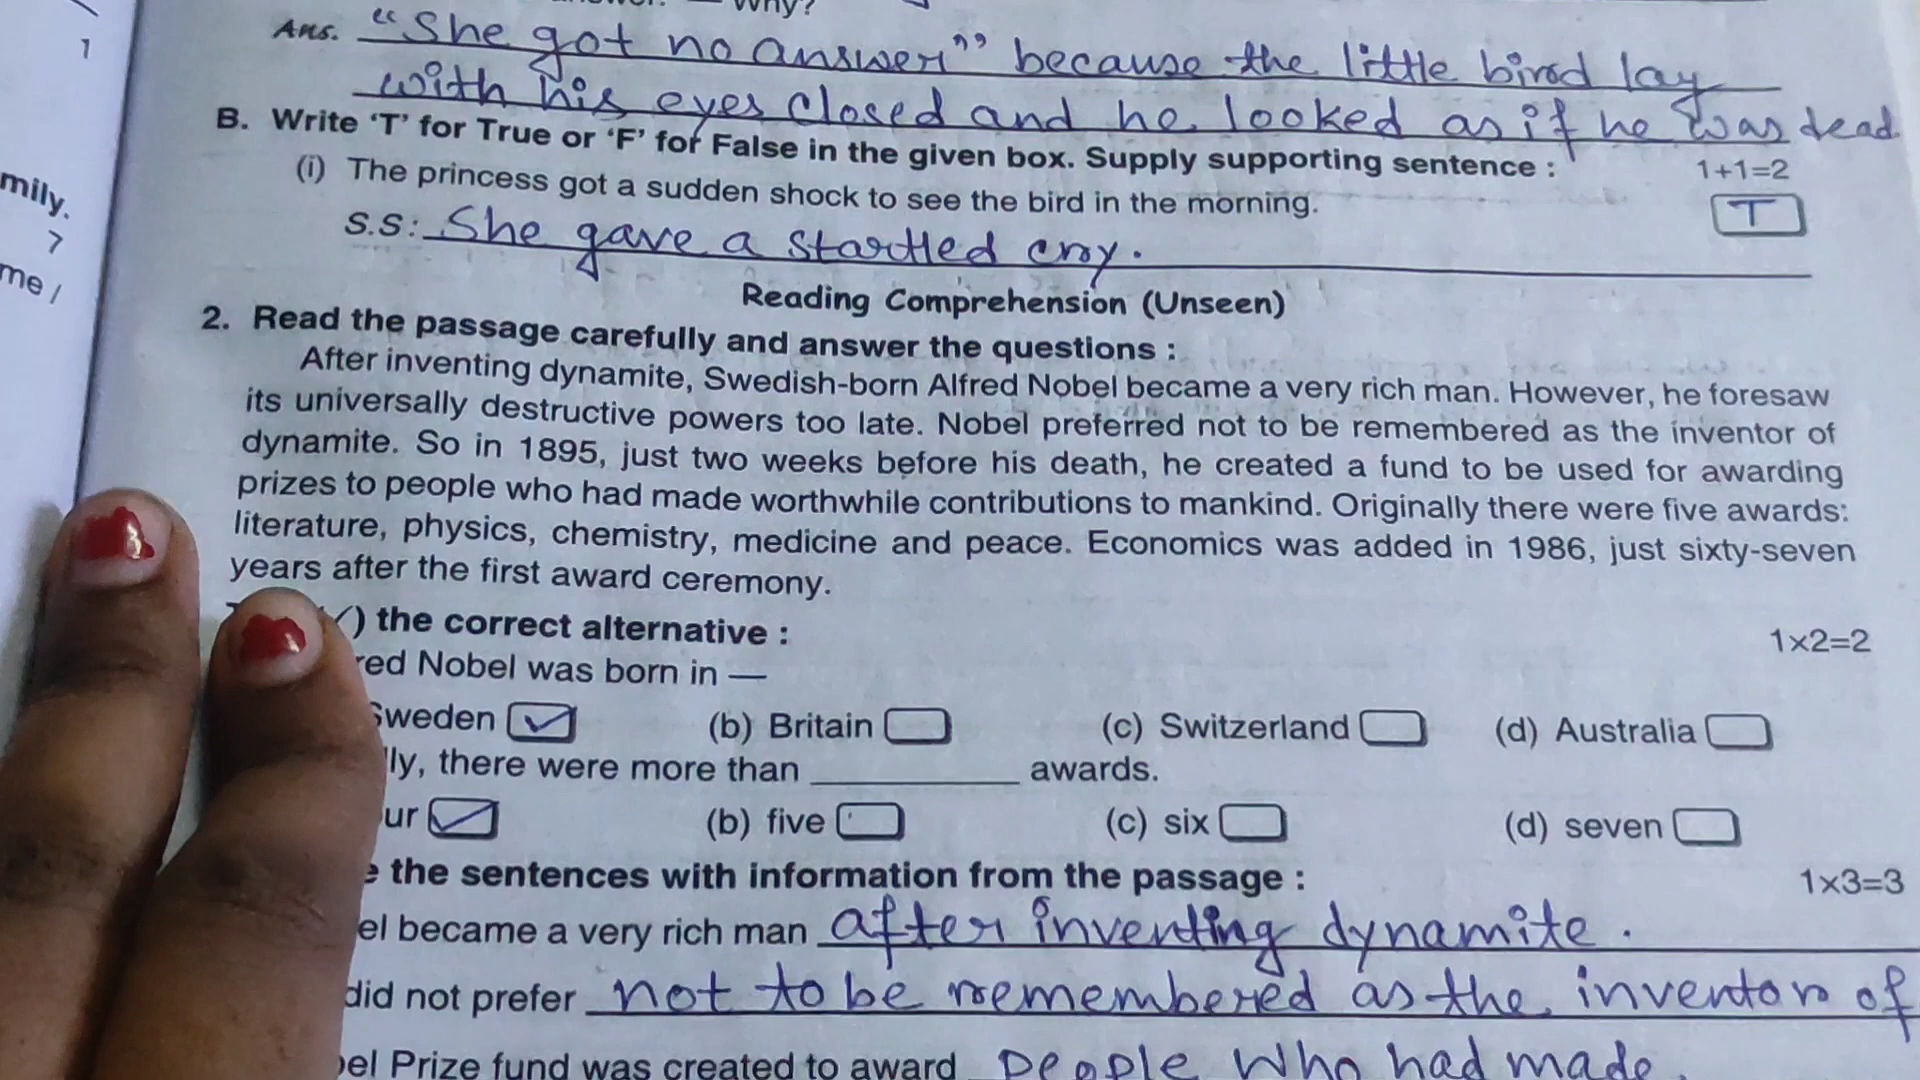 Why?
1
Ans. "She got no answer" because the little bird lay
with his eyes closed and he looked as if he was dead
B. Write 'T' for True or 'F' for False in the given box. Supply supporting sentence : 1+1=2
(i) The princess got a sudden shock to see the bird in the morning. T
S.S: She gave a startled cry.
mily.
7
me /
Reading Comprehension (Unseen)
2. Read the passage carefully and answer the questions :
After inventing dynamite, Swedish-born Alfred Nobel became a very rich man. However, he foresaw
its universally destructive powers too late. Nobel preferred not to be remembered as the inventor of
dynamite. So in 1895, just two weeks before his death, he created a fund to be used for awarding
prizes to people who had made worthwhile contributions to mankind. Originally there were five awards:
literature, physics, chemistry, medicine and peace. Economics was added in 1986, just sixty-seven
years after the first award ceremony.
(✓) the correct alternative : 1×2=2
red Nobel was born in —
Sweden ✓ (b) Britain (c) Switzerland (d) Australia
lly, there were more than ____________ awards.
ur ✓ (b) five (c) six (d) seven
e the sentences with information from the passage : 1×3=3
el became a very rich man after inventing dynamite.
did not prefer not to be remembered as the inventor of
bel Prize fund was created to award people who had made